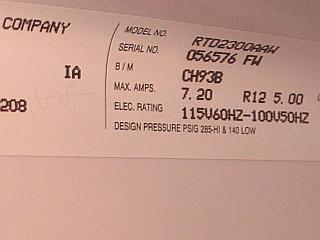 COMPANY
IA
208
MODEL NO. RTD2300AAW
SERIAL NO. 056576 FW
B / M CH93B
MAX. AMPS. 7.20 R12 5.00
ELEC. RATING 115V60HZ-100V50HZ
DESIGN PRESSURE PSIG 285-HI & 140 LOW